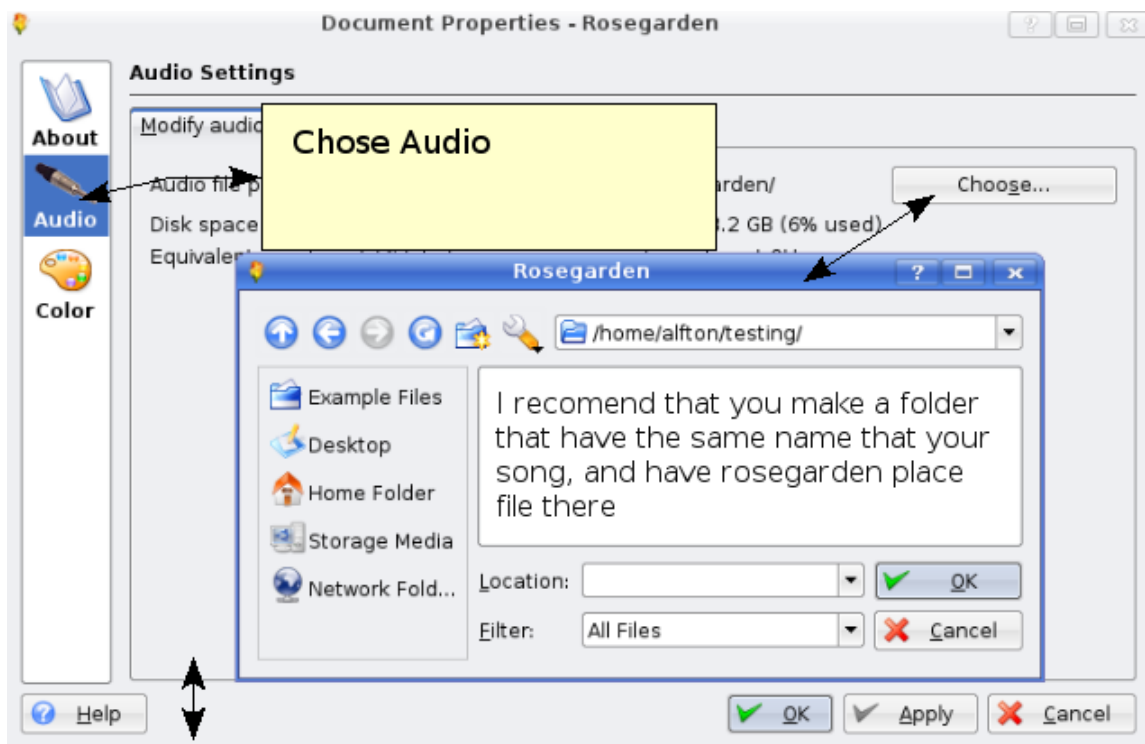 Document Properties - Rosegarden
Audio Settings
About
Audio
Color
Modify audio
Chose Audio
Audio file p
arden/
Choose...
Disk space
.2 GB (6% used)
Equivalen
Rosegarden
/home/alfton/testing/
Example Files
Desktop
Home Folder
Storage Media
Network Fold...
I recomend that you make a folder
that have the same name that your
song, and have rosegarden place
file there
Location:
OK
Filter:
All Files
Cancel
Help
OK
Apply
Cancel